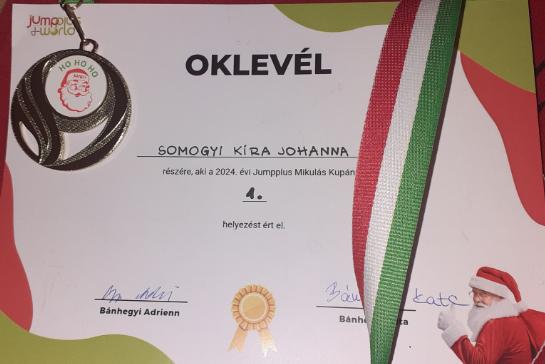 jumpplus
world
HO HO HO
OKLEVÉL
SOMOGYI KÍRA JOHANNA
részére, aki a 2024. évi Jumpplus Mikulás Kupán
1.
helyezést ért el.
Bánhegyi Adrienn